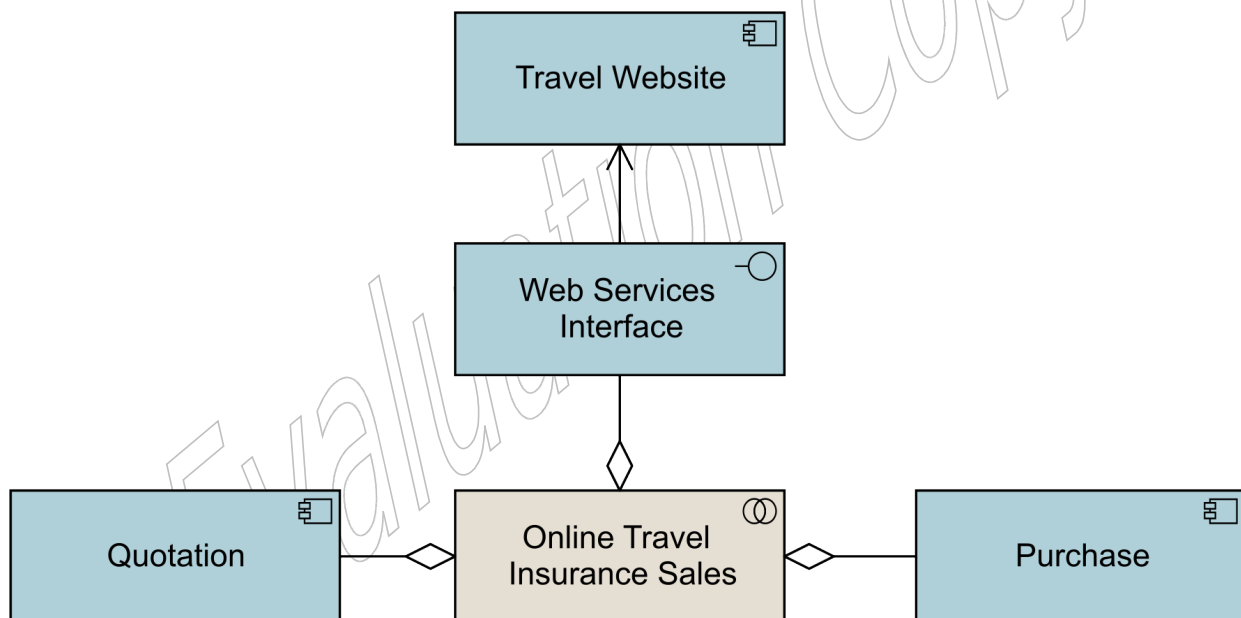 Travel Website
Web Services
Interface
Quotation
Online Travel
Insurance Sales
Purchase
Evaluation Copy